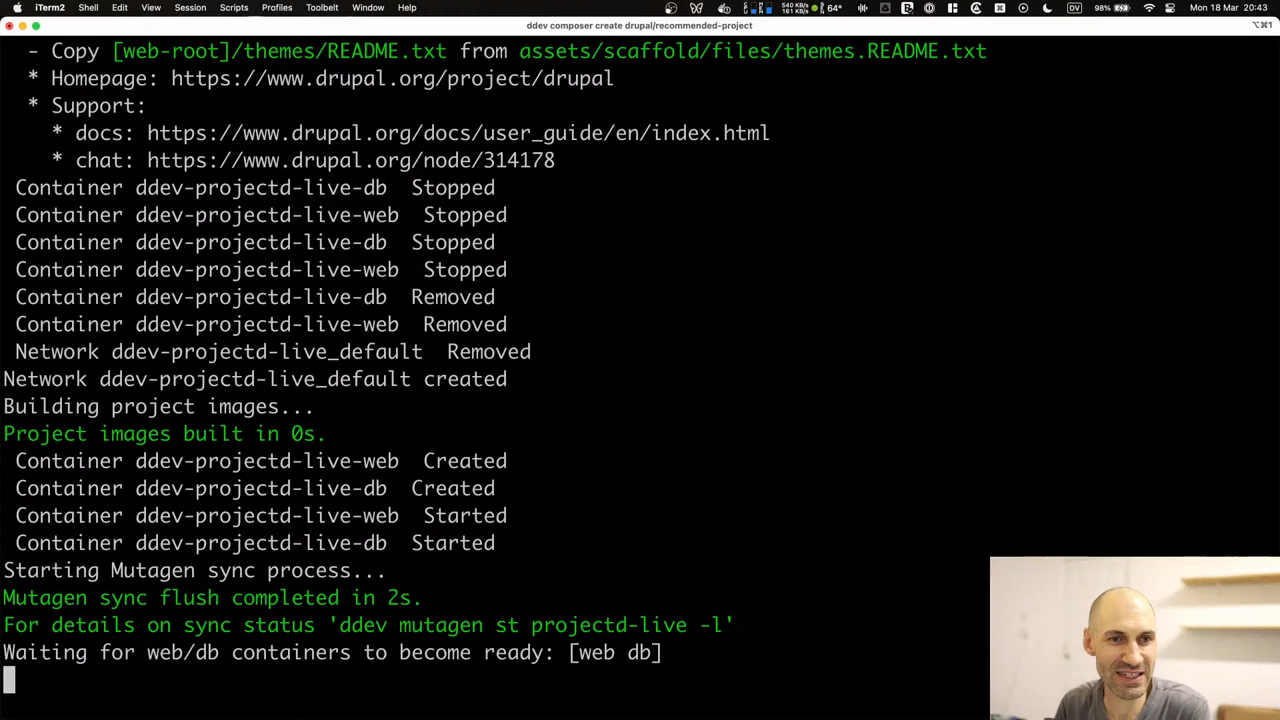 iTerm2 Shell Edit View Session Scripts Profiles Toolbelt Window Help 540 KB/s 161 KB/s 64° DV 98% Mon 18 Mar 20:43
ddev composer create drupal/recommended-project ⌥⌘1
- Copy [web-root]/themes/README.txt from assets/scaffold/files/themes.README.txt
* Homepage: https://www.drupal.org/project/drupal
* Support:
* docs: https://www.drupal.org/docs/user_guide/en/index.html
* chat: https://www.drupal.org/node/314178
Container ddev-projectd-live-db Stopped
Container ddev-projectd-live-web Stopped
Container ddev-projectd-live-db Stopped
Container ddev-projectd-live-web Stopped
Container ddev-projectd-live-db Removed
Container ddev-projectd-live-web Removed
Network ddev-projectd-live_default Removed
Network ddev-projectd-live_default created
Building project images...
Project images built in 0s.
Container ddev-projectd-live-web Created
Container ddev-projectd-live-db Created
Container ddev-projectd-live-web Started
Container ddev-projectd-live-db Started
Starting Mutagen sync process...
Mutagen sync flush completed in 2s.
For details on sync status 'ddev mutagen st projectd-live -l'
Waiting for web/db containers to become ready: [web db]